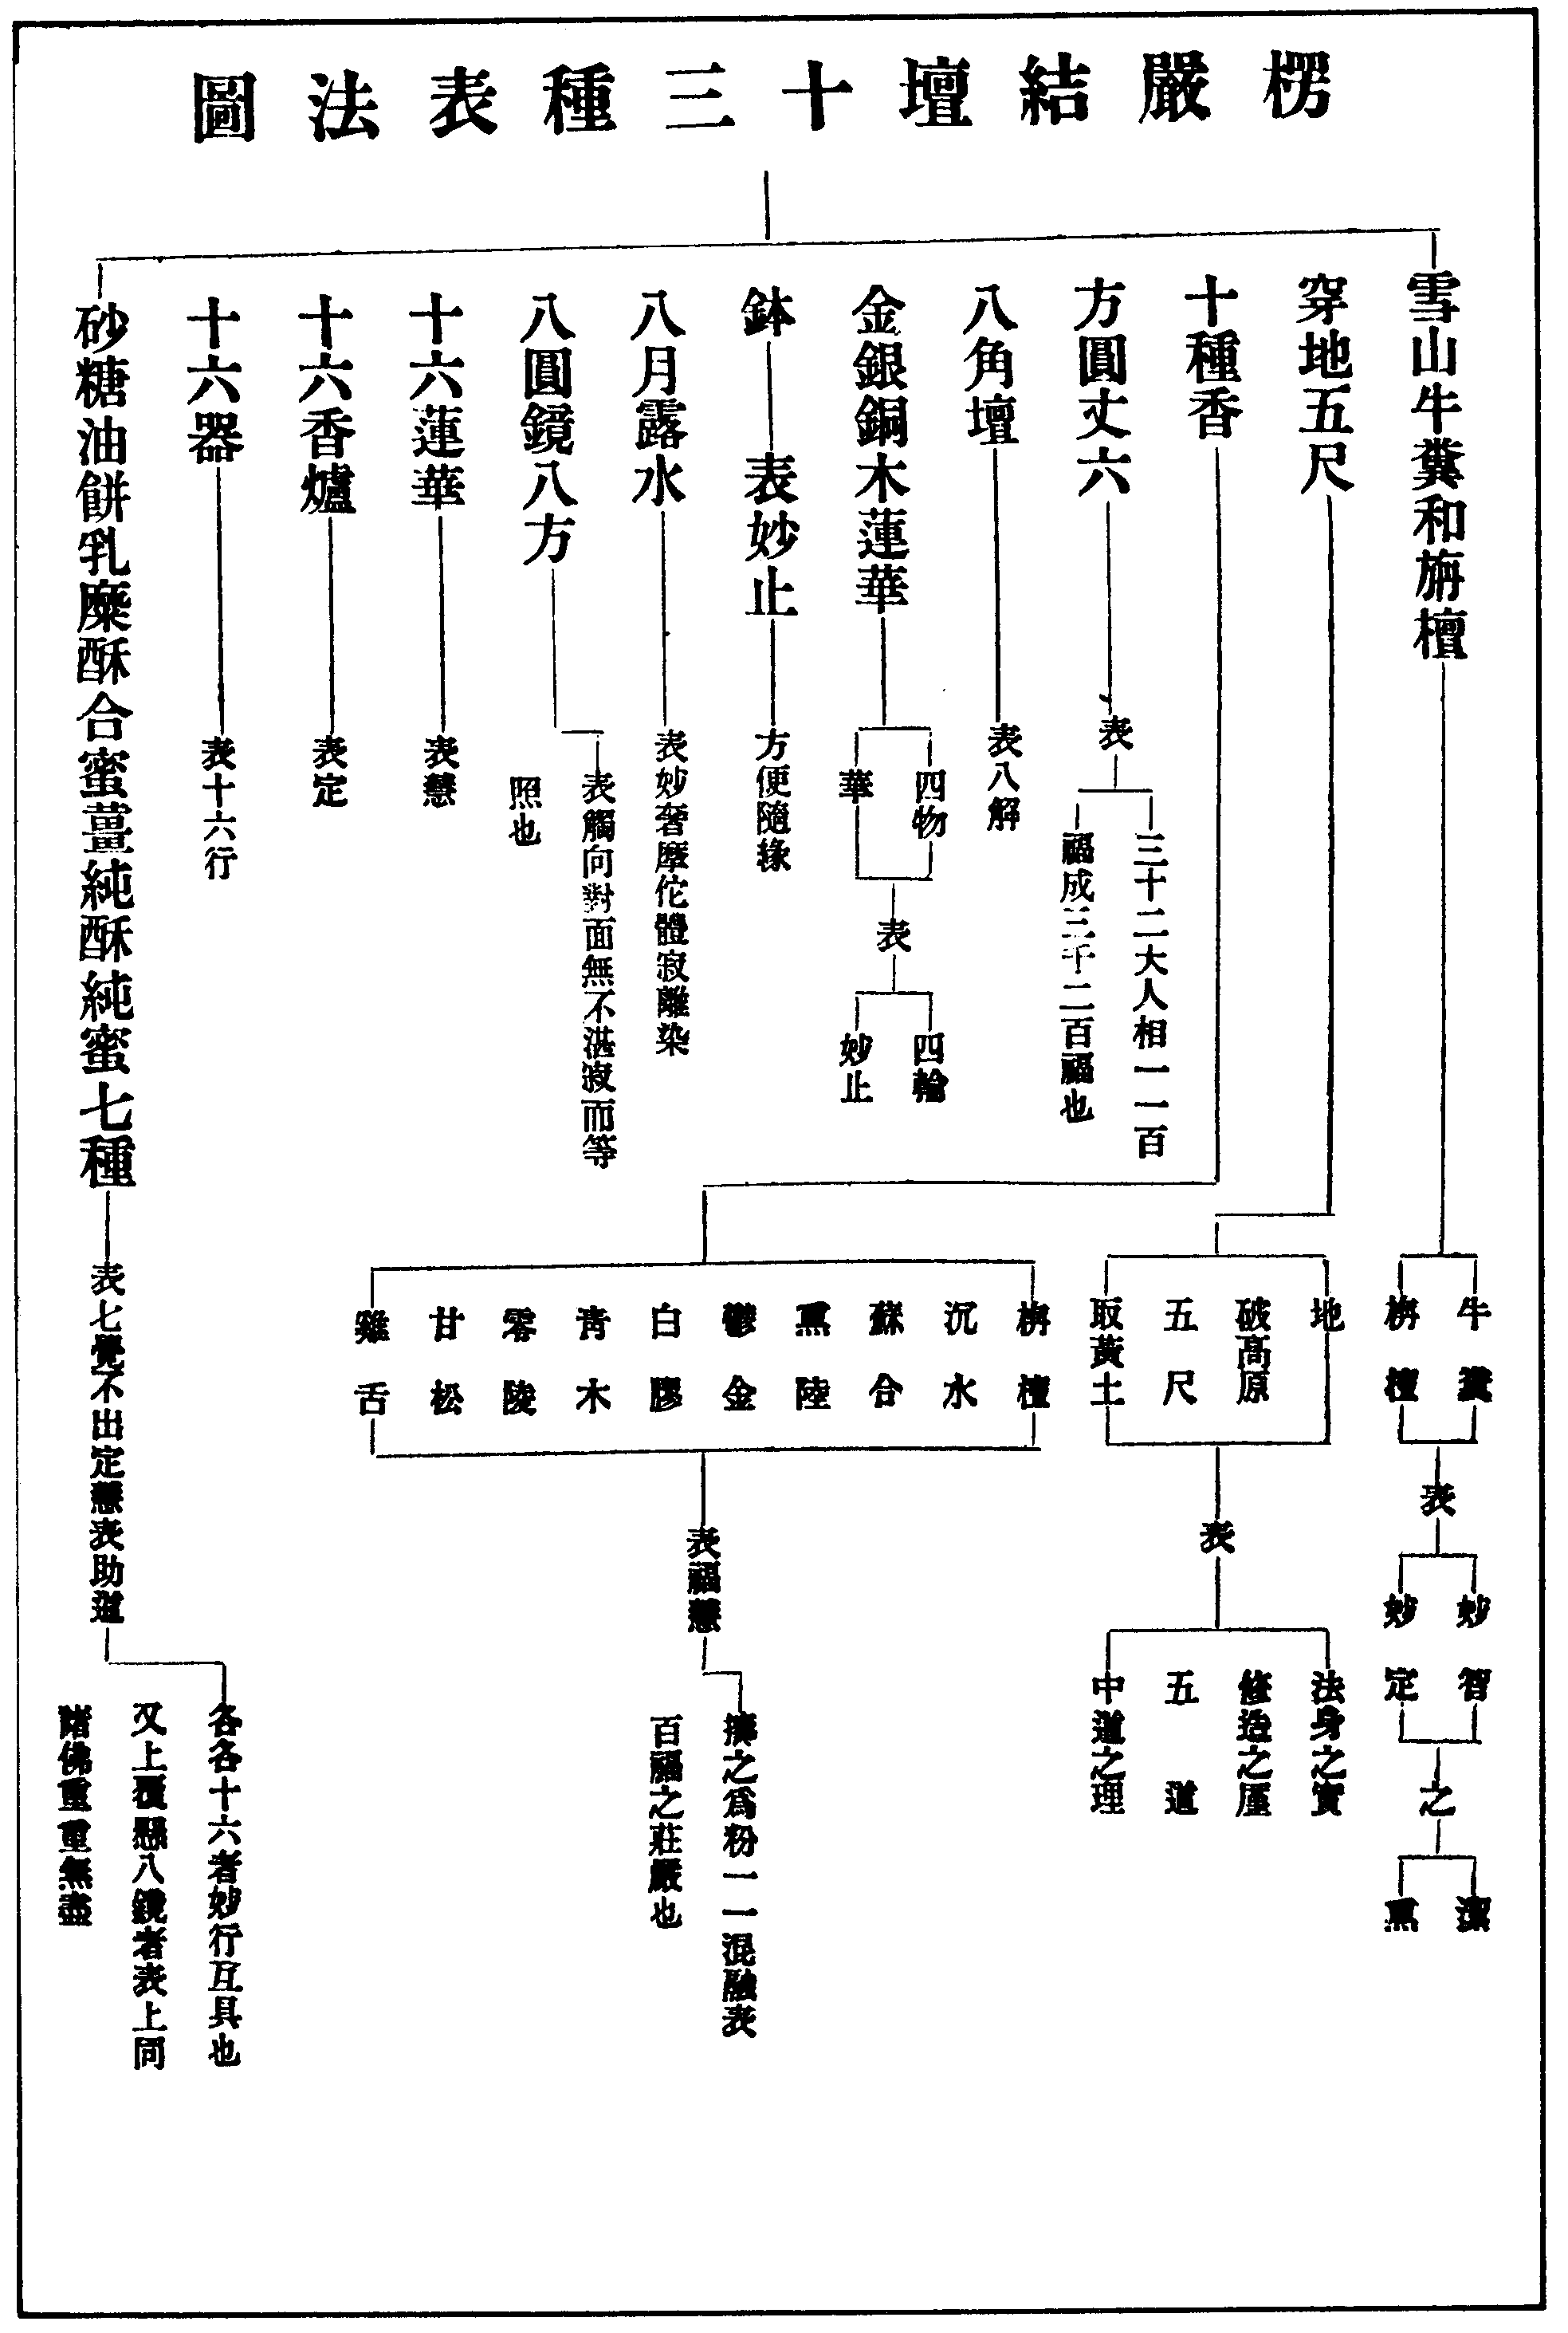 楞嚴結壇十三種表法圖
雪山牛糞和旃檀
牛糞
栴檀
表
妙智
妙定
之
潔
熏
穿地五尺
地
破高原
五尺
取黃土
表
法身之實
修造之厓
五道
中道之理
十種香
栴檀
沉水
蘇合
熏陸
鬱金
白膠
青木
零陵
甘松
雞舌
表福慧
擣之爲粉一一混融表
百福之莊嚴也
方圓丈六
表
三十二大人相一一百
福成三千二百福也
八角壇
表八解
金銀銅木蓮華
四物
華
表
四輪
妙止
鉢
表妙止
方便隨緣
八月露水
表妙奢摩佗體寂離染
八圓鏡八方
表觸向對面無不湛寂而等
照也
十六蓮華
表慧
十六香爐
表定
十六器
表十六行
砂糖油餅乳糜酥合蜜薑純酥純蜜七種
表七覺不出定慧表助道
各各十六者妙行互具也
又上覆懸八鏡者表上同
諸佛重重無盡